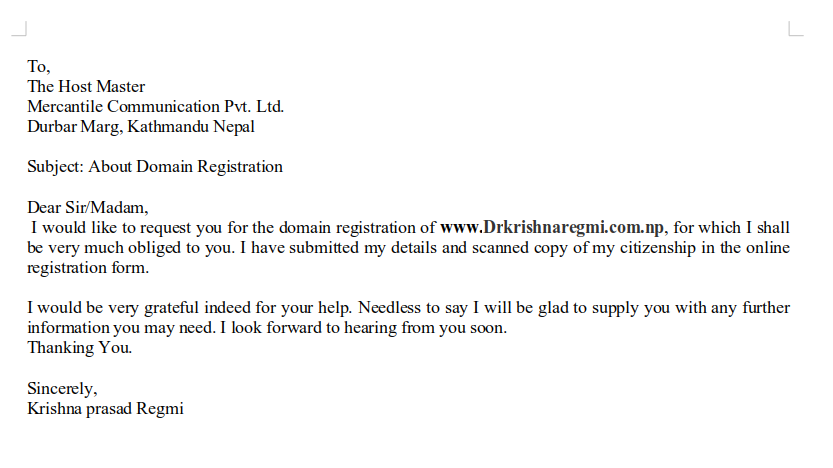 To,
The Host Master
Mercantile Communication Pvt. Ltd.
Durbar Marg, Kathmandu Nepal
Subject: About Domain Registration
Dear Sir/Madam,
I would like to request you for the domain registration of www.Drkrishnaregmi.com.np, for which I shall
be very much obliged to you. I have submitted my details and scanned copy of my citizenship in the online
registration form.
I would be very grateful indeed for your help. Needless to say I will be glad to supply you with any further
information you may need. I look forward to hearing from you soon.
Thanking You.
Sincerely,
Krishna prasad Regmi